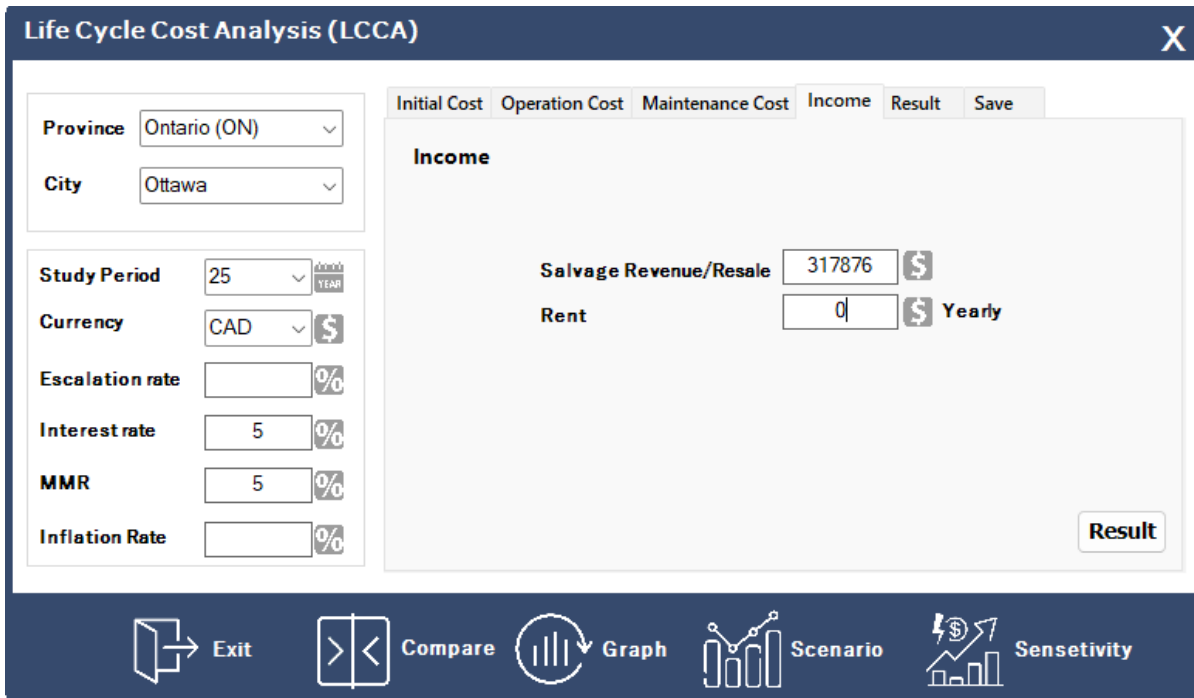 Life Cycle Cost Analysis (LCCA)
X
Province Ontario (ON)
City Ottawa
Study Period 25 YEAR
Currency CAD $
Escalation rate %
Interest rate 5 %
MMR 5 %
Inflation Rate %
Initial Cost Operation Cost Maintenance Cost Income Result Save
Income
Salvage Revenue/Resale 317876 $
Rent 0 $ Yearly
Result
Exit Compare Graph Scenario Sensetivity